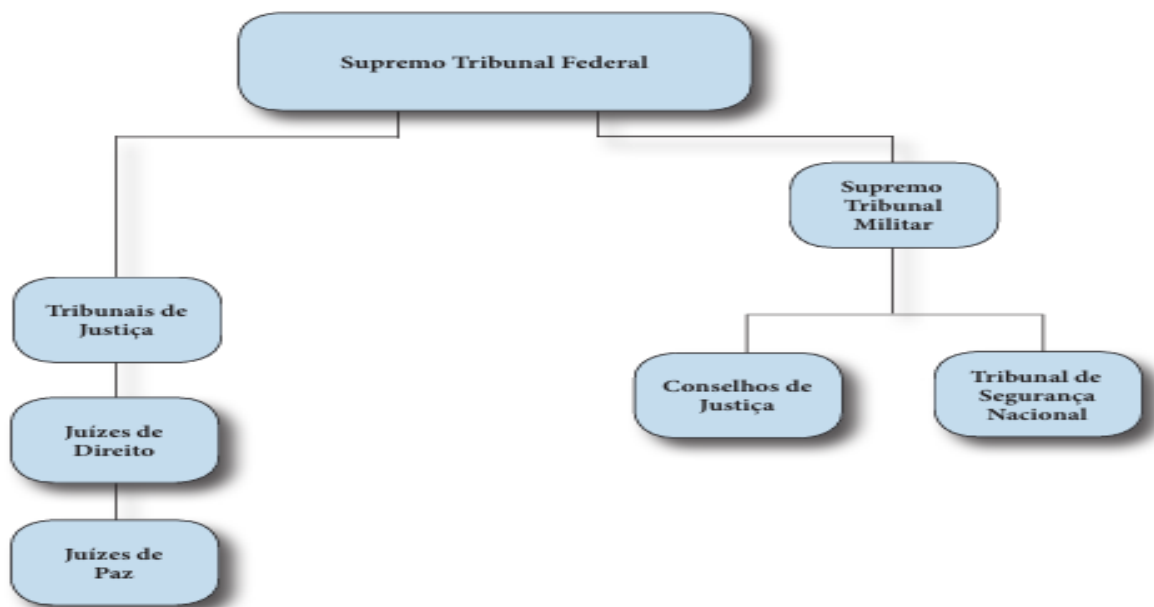 Supremo Tribunal Federal
Supremo
Tribunal
Militar
Tribunais de
Justiça
Conselhos de
Justiça
Tribunal de
Segurança
Nacional
Juízes de
Direito
Juízes de
Paz